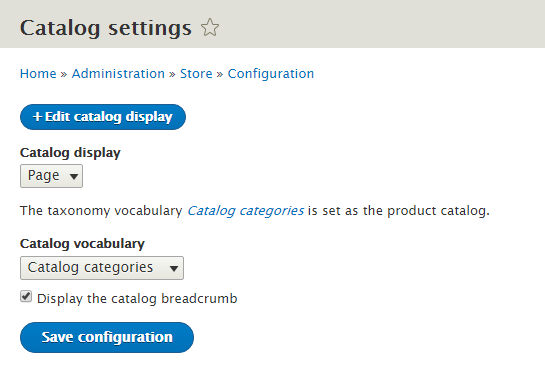 Catalog settings
Home » Administration » Store » Configuration
+Edit catalog display
Catalog display
Page
The taxonomy vocabulary Catalog categories is set as the product catalog.
Catalog vocabulary
Catalog categories
Display the catalog breadcrumb
Save configuration